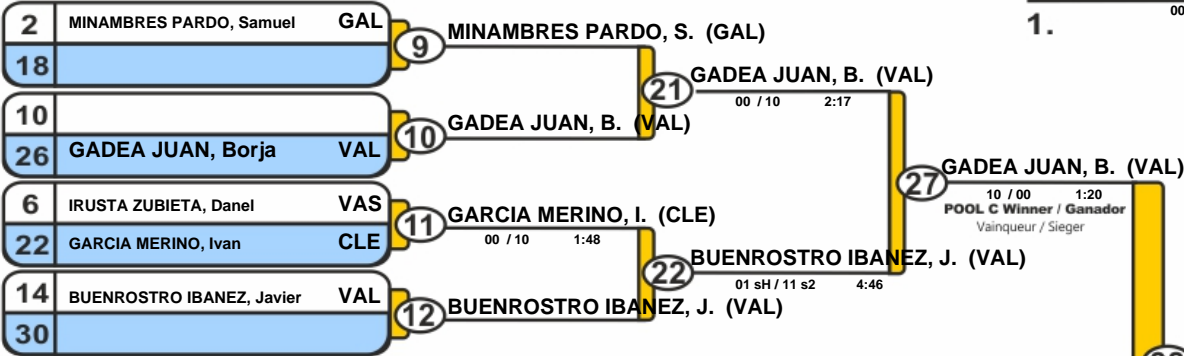 2 MINAMBRES PARDO, Samuel GAL
18
9 MINAMBRES PARDO, S. (GAL)
10
26 GADEA JUAN, Borja VAL
10 GADEA JUAN, B. (VAL)
21 GADEA JUAN, B. (VAL)
00 / 10 2:17
6 IRUSTA ZUBIETA, Danel VAS
22 GARCIA MERINO, Ivan CLE
11 GARCIA MERINO, I. (CLE)
00 / 10 1:48
14 BUENROSTRO IBANEZ, Javier VAL
30
12 BUENROSTRO IBANEZ, J. (VAL)
22 BUENROSTRO IBANEZ, J. (VAL)
01 sH / 11 s2 4:46
27 GADEA JUAN, B. (VAL)
10 / 00 1:20
POOL C Winner / Ganador
Vainqueur / Sieger
00
1.